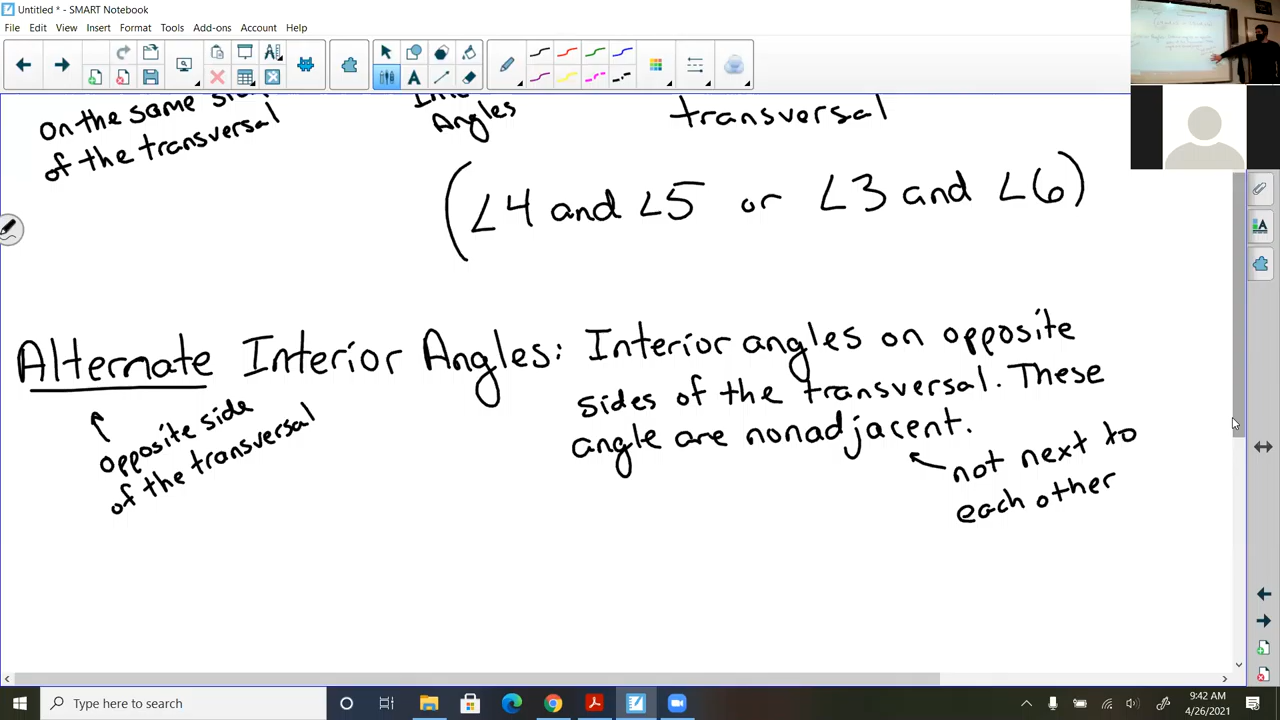 Untitled * - SMART Notebook
File Edit View Insert Format Tools Add-ons Account Help
on the same
of the transversal
Angles
transversal
(∠4 and ∠5 or ∠3 and ∠6)
Alternate Interior Angles: Interior angles on opposite
sides of the transversal. These
angle are nonadjacent.
opposite side
of the transversal
not next to
each other
Type here to search
9:42 AM
4/26/2021